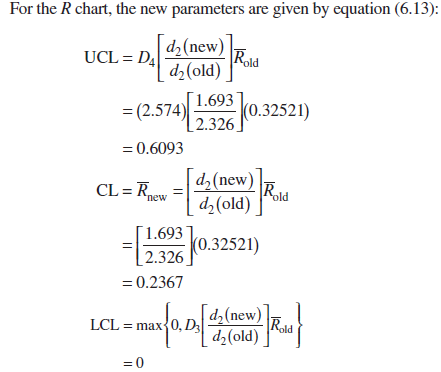 For the R chart, the new parameters are given by equation (6.13):
UCL = D₄[d₂(new)/d₂(old)]R̅old
= (2.574)[1.693/2.326](0.32521)
= 0.6093
CL = R̅new = [d₂(new)/d₂(old)]R̅old
= [1.693/2.326](0.32521)
= 0.2367
LCL = max{0, D₃[d₂(new)/d₂(old)]R̅old}
= 0